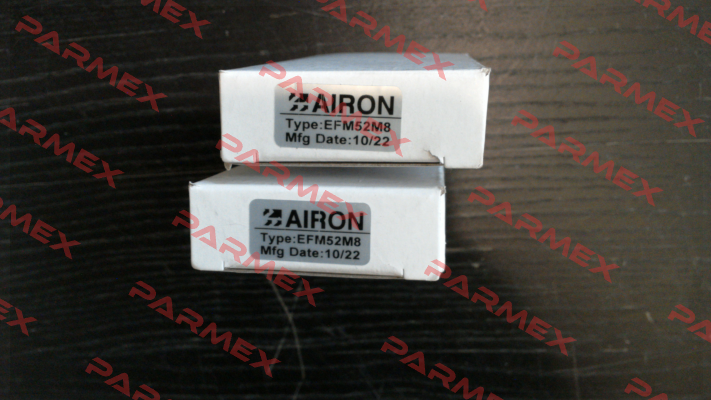 AIRON
Type:EFM52M8
Mfg Date:10/22
AIRON
Type:EFM52M8
Mfg Date:10/22
PARMEX